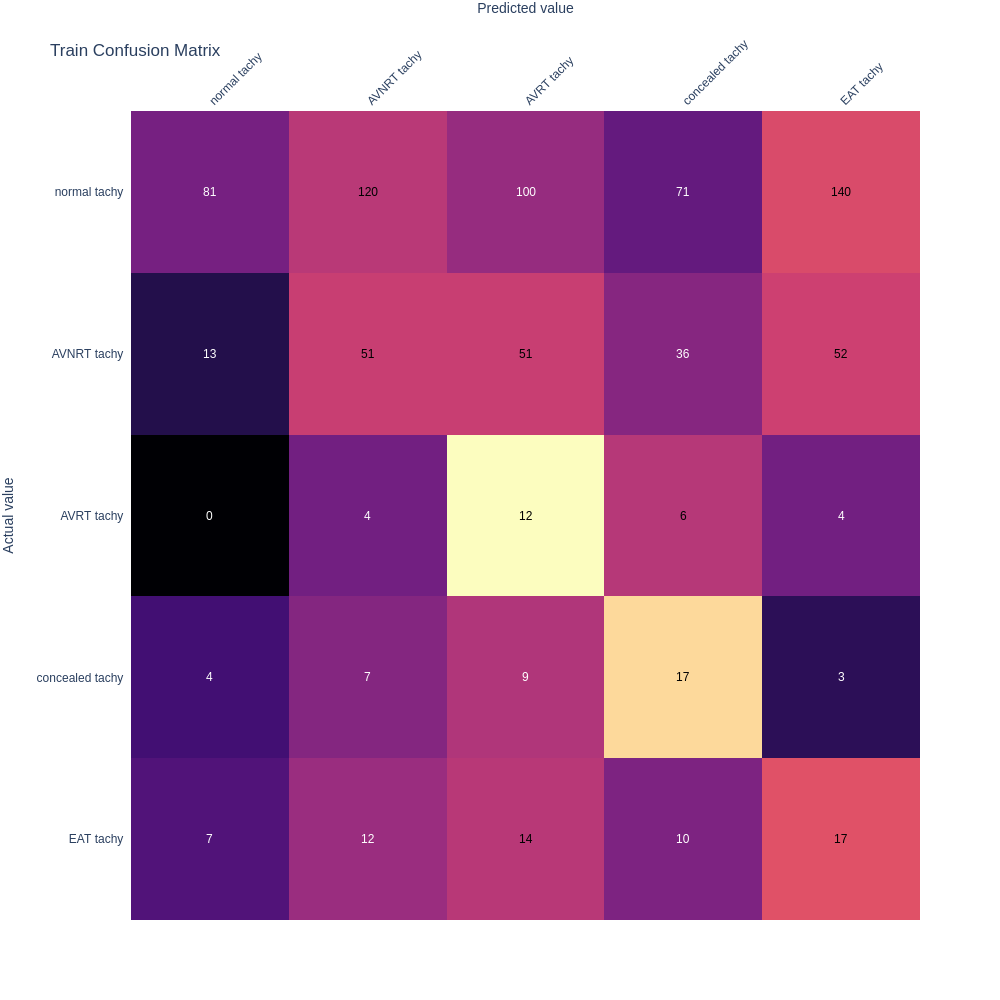 Predicted value
Train Confusion Matrix
normal tachy
AVNRT tachy
AVRT tachy
concealed tachy
EAT tachy
Actual value
normal tachy 81 120 100 71 140
AVNRT tachy 13 51 51 36 52
AVRT tachy 0 4 12 6 4
concealed tachy 4 7 9 17 3
EAT tachy 7 12 14 10 17